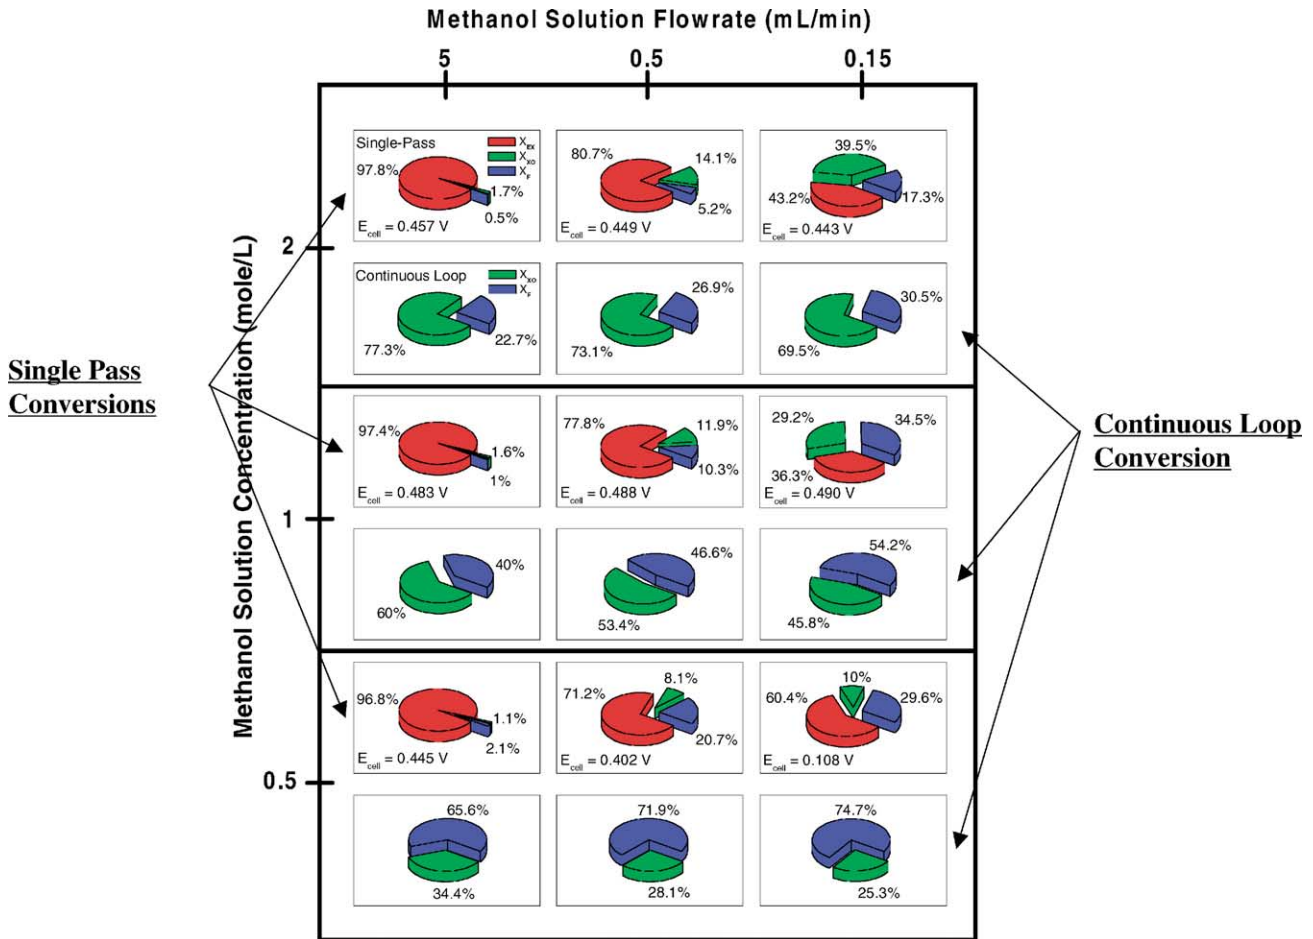 Methanol Solution Flowrate (mL/min)
5 0.5 0.15
Methanol Solution Concentration (mole/L)
Single Pass
Conversions
Continuous Loop
Conversion
2
Single-Pass
X_EX
X_XO
X_F
97.8%
1.7%
0.5%
E_cell = 0.457 V
80.7%
14.1%
5.2%
E_cell = 0.449 V
39.5%
43.2%
17.3%
E_cell = 0.443 V
Continuous Loop
X_XO
X_F
77.3%
22.7%
26.9%
73.1%
30.5%
69.5%
1
97.4%
1.6%
1%
E_cell = 0.483 V
77.8%
11.9%
10.3%
E_cell = 0.488 V
29.2%
34.5%
36.3%
E_cell = 0.490 V
40%
60%
46.6%
53.4%
54.2%
45.8%
0.5
96.8%
1.1%
2.1%
E_cell = 0.445 V
8.1%
71.2%
20.7%
E_cell = 0.402 V
10%
60.4%
29.6%
E_cell = 0.108 V
65.6%
34.4%
71.9%
28.1%
74.7%
25.3%